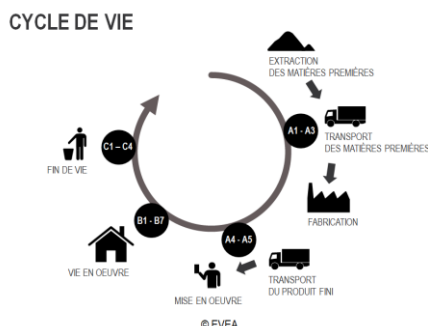 CYCLE DE VIE
EXTRACTION
DES MATIÈRES PREMIÈRES
A1 - A3
TRANSPORT
DES MATIÈRES PREMIÈRES
FABRICATION
TRANSPORT
DU PRODUIT FINI
A4 - A5
MISE EN OEUVRE
B1 - B7
VIE EN OEUVRE
C1 – C4
FIN DE VIE
© EVEA